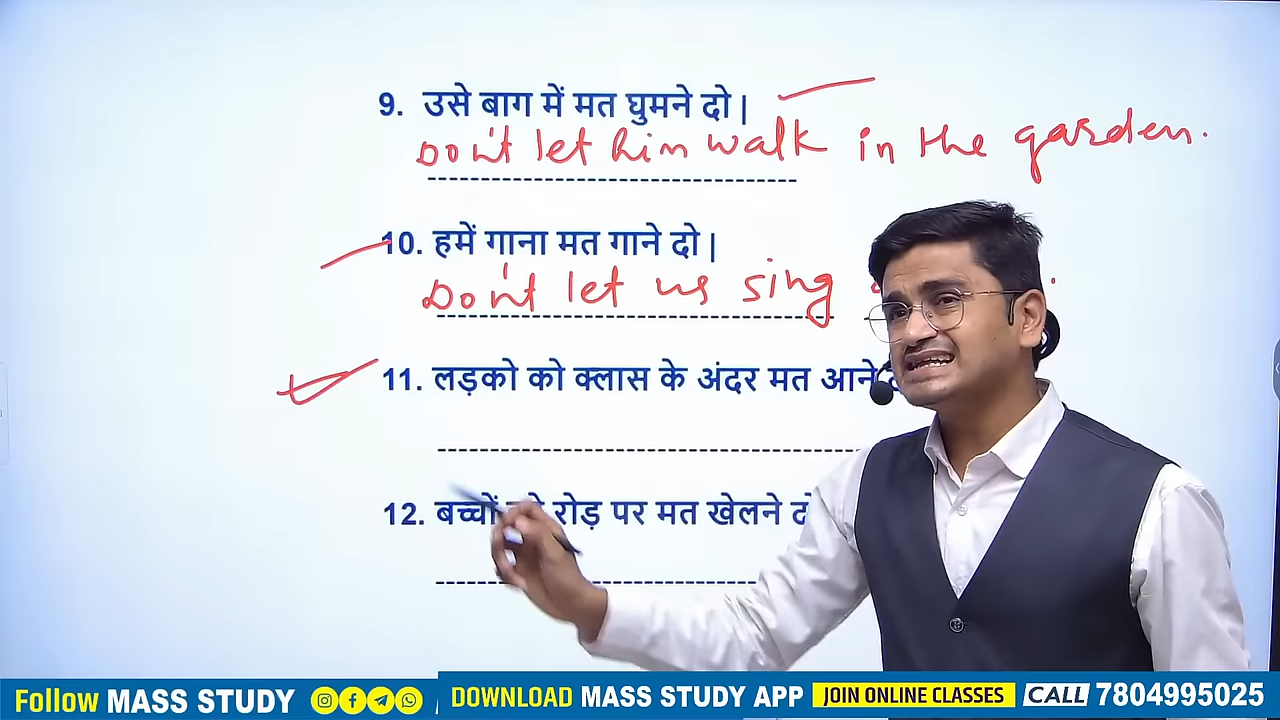 9. उसे बाग में मत घुमने दो |
Don't let him walk in the garden.
10. हमें गाना मत गाने दो |
Don't let us sing
11. लड़को को क्लास के अंदर मत आने
12. बच्चों रोड़ पर मत खेलने
Follow MASS STUDY DOWNLOAD MASS STUDY APP JOIN ONLINE CLASSES CALL 7804995025